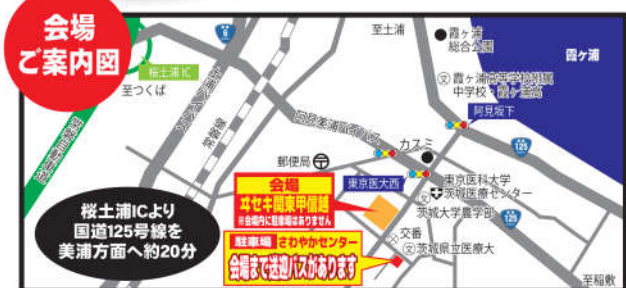 会場
ご案内図
6
至土浦
霞ヶ浦
総合公園
霞ヶ浦
桜土浦IC
至つくば
文
霞ヶ浦高等学校附属
中学校・霞ヶ浦高
阿見坂下
125
常磐線
カスミ
郵便局
東京医大西
東京医科大学
茨城医療センター
茨城大学農学部
125
会場
ヰセキ関東甲信越
※会場内に駐車場はありません
交番
文
茨城県立医療大
駐車場 さわやかセンター
会場まで送迎バスがあります
至稲敷
桜土浦ICより
国道125号線を
美浦方面へ約20分